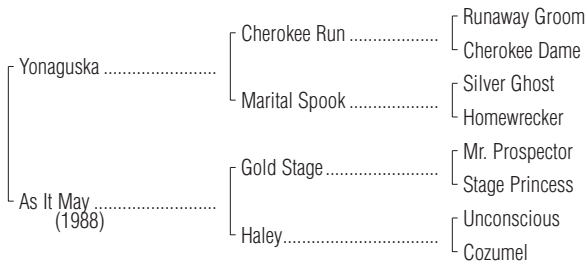 Runaway Groom
Cherokee Run ...................
Cherokee Dame
Yonaguska ........................
Silver Ghost
Marital Spook ...................
Homewrecker
Mr. Prospector
Gold Stage ........................
Stage Princess
As It May ..........................
(1988)
Unconscious
Haley.................................
Cozumel